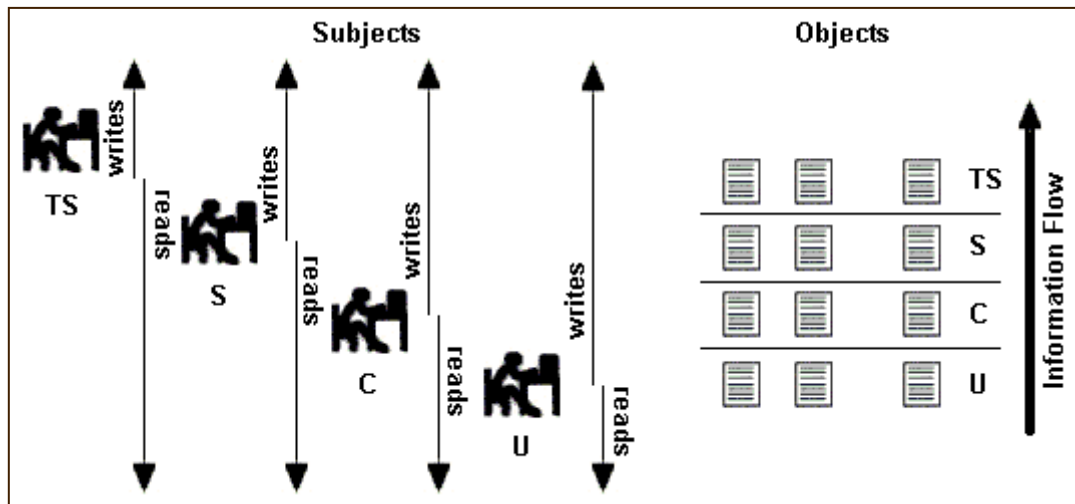 Subjects
Objects
writes
reads
TS
writes
reads
S
writes
reads
C
writes
reads
U
TS
S
C
U
Information Flow